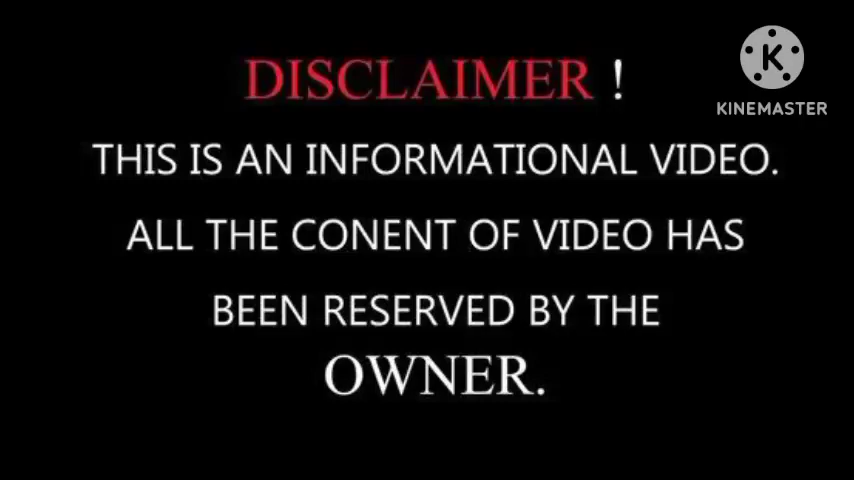 DISCLAIMER !
K
KINEMASTER
THIS IS AN INFORMATIONAL VIDEO.
ALL THE CONENT OF VIDEO HAS
BEEN RESERVED BY THE
OWNER.